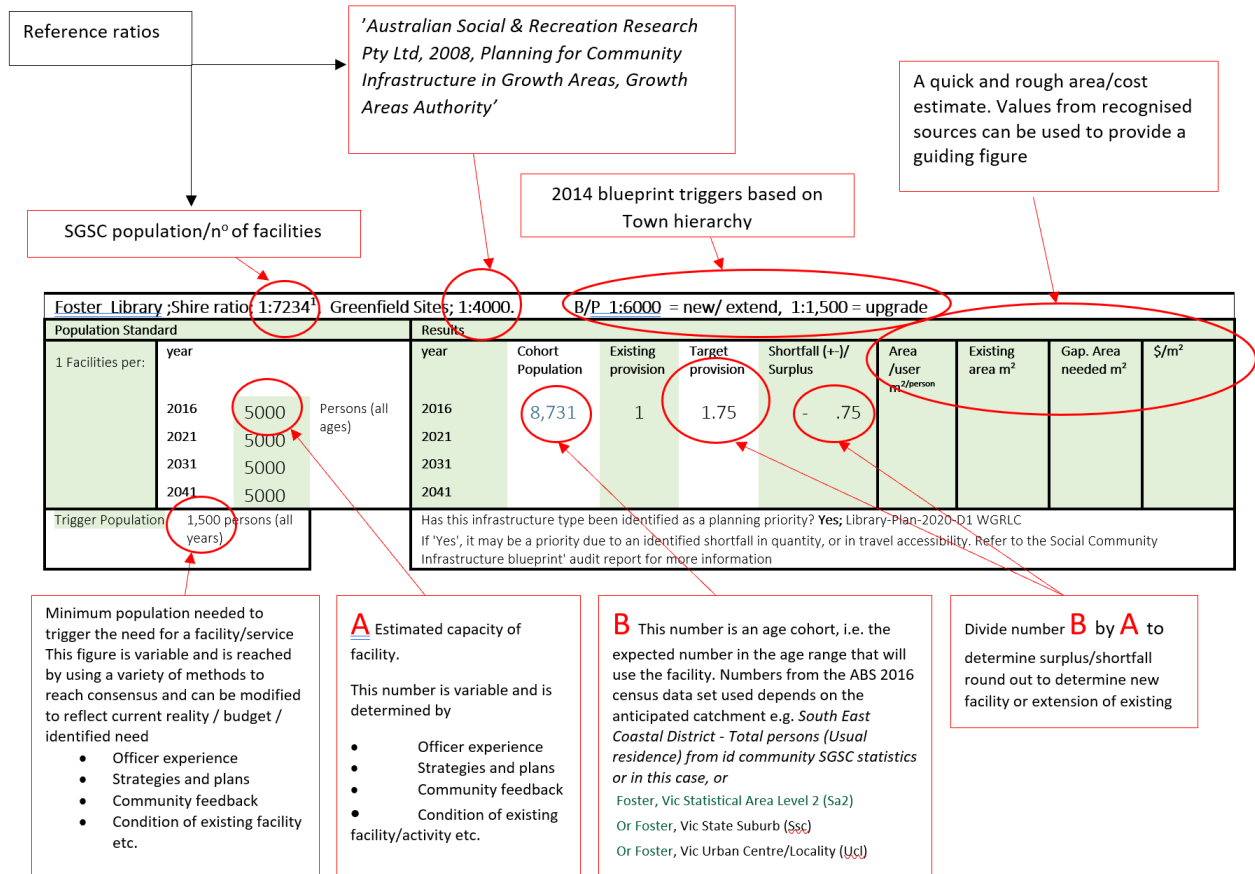 Reference ratios
'Australian Social & Recreation Research
Pty Ltd, 2008, Planning for Community
Infrastructure in Growth Areas, Growth
Areas Authority'
A quick and rough area/cost
estimate. Values from recognised
sources can be used to provide a
guiding figure
2014 blueprint triggers based on
Town hierarchy
SGSC population/nº of facilities
Foster Library ;Shire ratio; 1:7234¹, Greenfield Sites; 1:4000. B/P 1:6000 = new/ extend, 1:1,500 = upgrade
Population Standard Results
1 Facilities per: year year Cohort Population Existing provision Target provision Shortfall (+-)/ Surplus Area /user m²/person Existing area m² Gap. Area needed m² $/m²
2016 5000 Persons (all ages) 2016 8,731 1 1.75 - .75
2021 5000 2021
2031 5000 2031
2041 5000 2041
Trigger Population 1,500 persons (all years)
Has this infrastructure type been identified as a planning priority? Yes; Library-Plan-2020-D1 WGRLC
If 'Yes', it may be a priority due to an identified shortfall in quantity, or in travel accessibility. Refer to the Social Community
Infrastructure blueprint' audit report for more information
Minimum population needed to
trigger the need for a facility/service
This figure is variable and is reached
by using a variety of methods to
reach consensus and can be modified
to reflect current reality / budget /
identified need
• Officer experience
• Strategies and plans
• Community feedback
• Condition of existing facility
etc.
A Estimated capacity of
facility.
This number is variable and is
determined by
• Officer experience
• Strategies and plans
• Community feedback
• Condition of existing
facility/activity etc.
B This number is an age cohort, i.e. the
expected number in the age range that will
use the facility. Numbers from the ABS 2016
census data set used depends on the
anticipated catchment e.g. South East
Coastal District - Total persons (Usual
residence) from id community SGSC statistics
or in this case, or
Foster, Vic Statistical Area Level 2 (Sa2)
Or Foster, Vic State Suburb (Ssc)
Or Foster, Vic Urban Centre/Locality (Ucl)
Divide number B by A to
determine surplus/shortfall
round out to determine new
facility or extension of existing